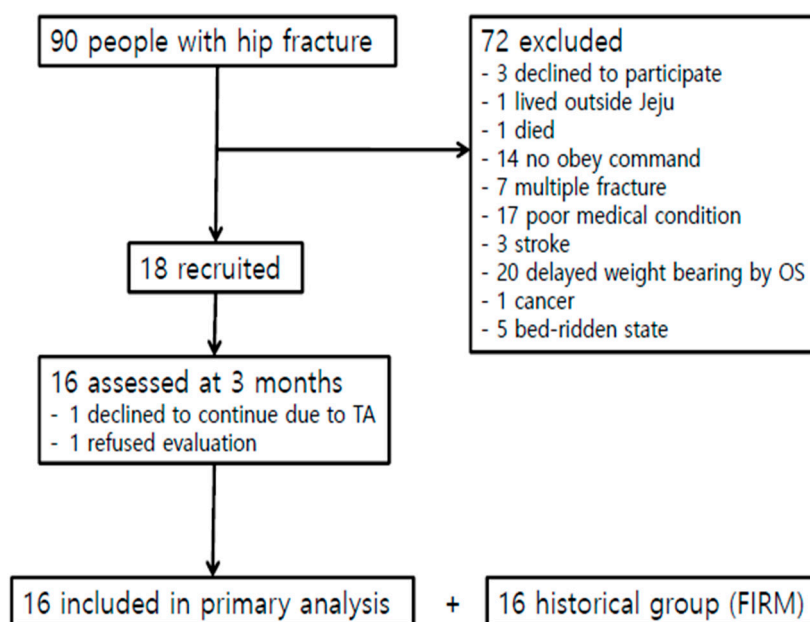 90 people with hip fracture
72 excluded
- 3 declined to participate
- 1 lived outside Jeju
- 1 died
- 14 no obey command
- 7 multiple fracture
- 17 poor medical condition
- 3 stroke
- 20 delayed weight bearing by OS
- 1 cancer
- 5 bed-ridden state
18 recruited
16 assessed at 3 months
- 1 declined to continue due to TA
- 1 refused evaluation
16 included in primary analysis + 16 historical group (FIRM)